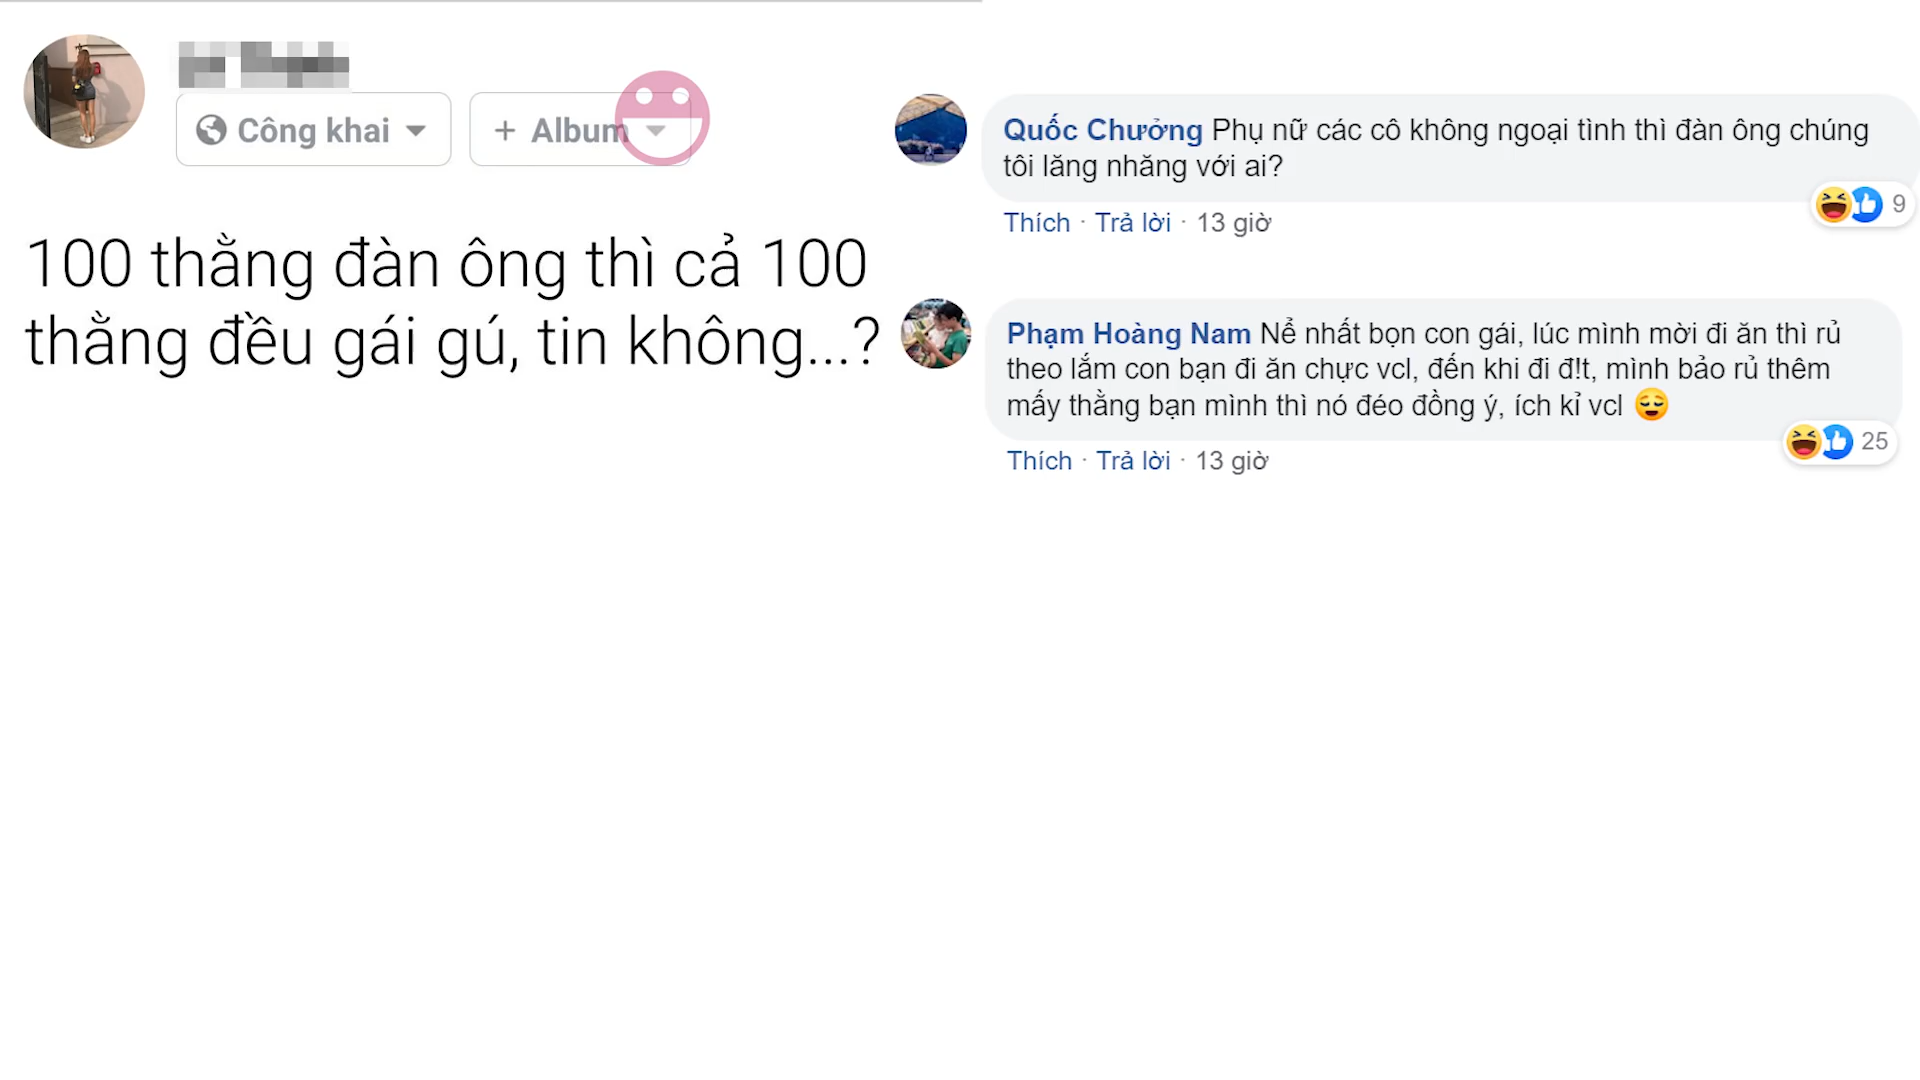 Công khai
+ Album
100 thằng đàn ông thì cả 100
thằng đều gái gú, tin không...?
Quốc Chưởng Phụ nữ các cô không ngoại tình thì đàn ông chúng
tôi lăng nhăng với ai?
9
Thích · Trả lời · 13 giờ
Phạm Hoàng Nam Nể nhất bọn con gái, lúc mình mời đi ăn thì rủ
theo lắm con bạn đi ăn chực vcl, đến khi đi đ!t, mình bảo rủ thêm
mấy thằng bạn mình thì nó đéo đồng ý, ích kỉ vcl 😌
25
Thích · Trả lời · 13 giờ